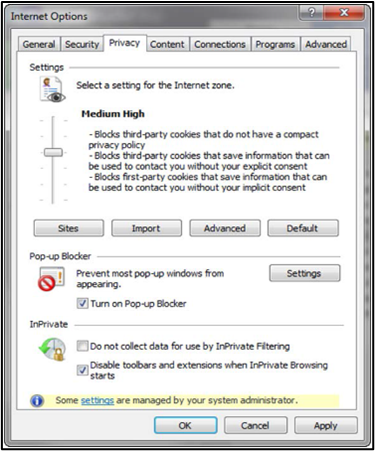 Internet Options
General Security Privacy Content Connections Programs Advanced
Settings
Select a setting for the Internet zone.
Medium High
- Blocks third-party cookies that do not have a compact
privacy policy
- Blocks third-party cookies that save information that can
be used to contact you without your explicit consent
- Blocks first-party cookies that save information that can
be used to contact you without your implicit consent
Sites Import Advanced Default
Pop-up Blocker
Prevent most pop-up windows from
appearing.
Settings
Turn on Pop-up Blocker
InPrivate
Do not collect data for use by InPrivate Filtering
Disable toolbars and extensions when InPrivate Browsing
starts
Some settings are managed by your system administrator.
OK Cancel Apply